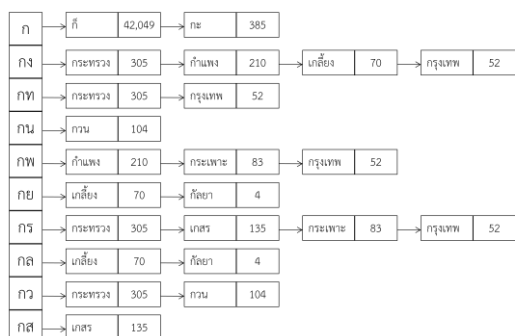 ก ก็ 42,049 กะ 385
กง กระทรวง 305 กำแพง 210 เกลี้ยง 70 กรุงเทพ 52
กท กระทรวง 305 กรุงเทพ 52
กน กวน 104
กพ กำแพง 210 กระเพาะ 83 กรุงเทพ 52
กย เกลี้ยง 70 กัลยา 4
กร กระทรวง 305 เกสร 135 กระเพาะ 83 กรุงเทพ 52
กล เกลี้ยง 70 กัลยา 4
กว กระทรวง 305 กวน 104
กส เกสร 135